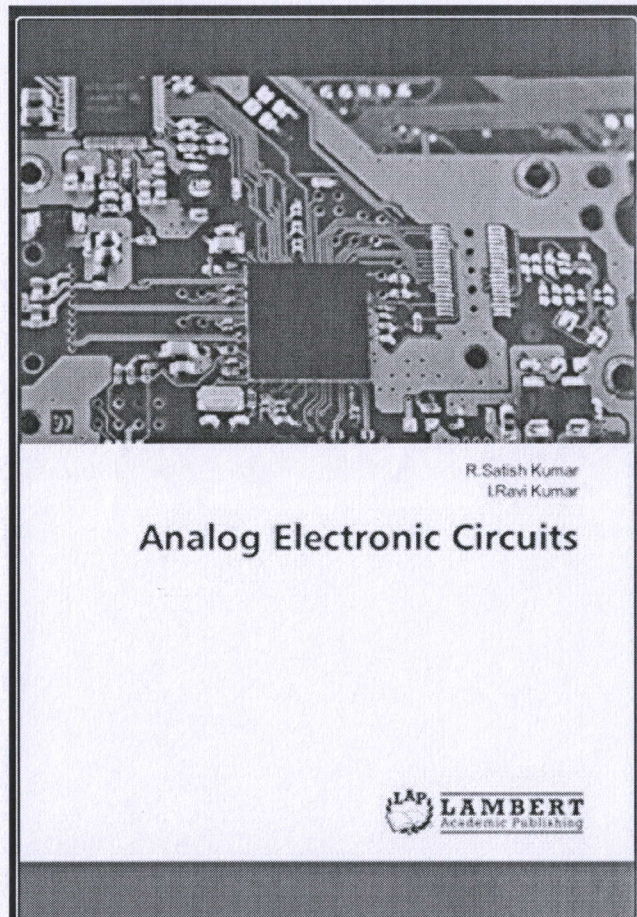 R.Satish Kumar
I.Ravi Kumar
Analog Electronic Circuits
LAP
LAMBERT
Academic Publishing